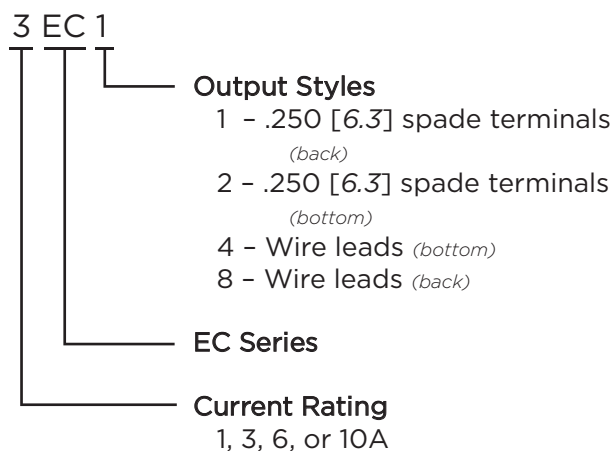 3 EC 1
Output Styles
1 – .250 [6.3] spade terminals
(back)
2 – .250 [6.3] spade terminals
(bottom)
4 – Wire leads (bottom)
8 – Wire leads (back)
EC Series
Current Rating
1, 3, 6, or 10A